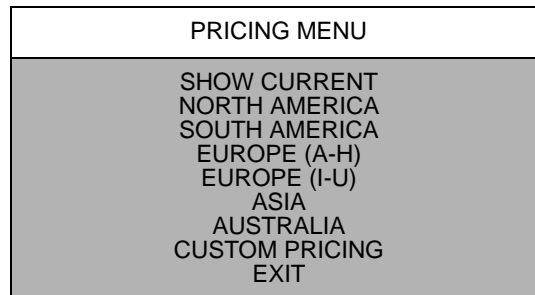 PRICING MENU
SHOW CURRENT
NORTH AMERICA
SOUTH AMERICA
EUROPE (A-H)
EUROPE (I-U)
ASIA
AUSTRALIA
CUSTOM PRICING
EXIT